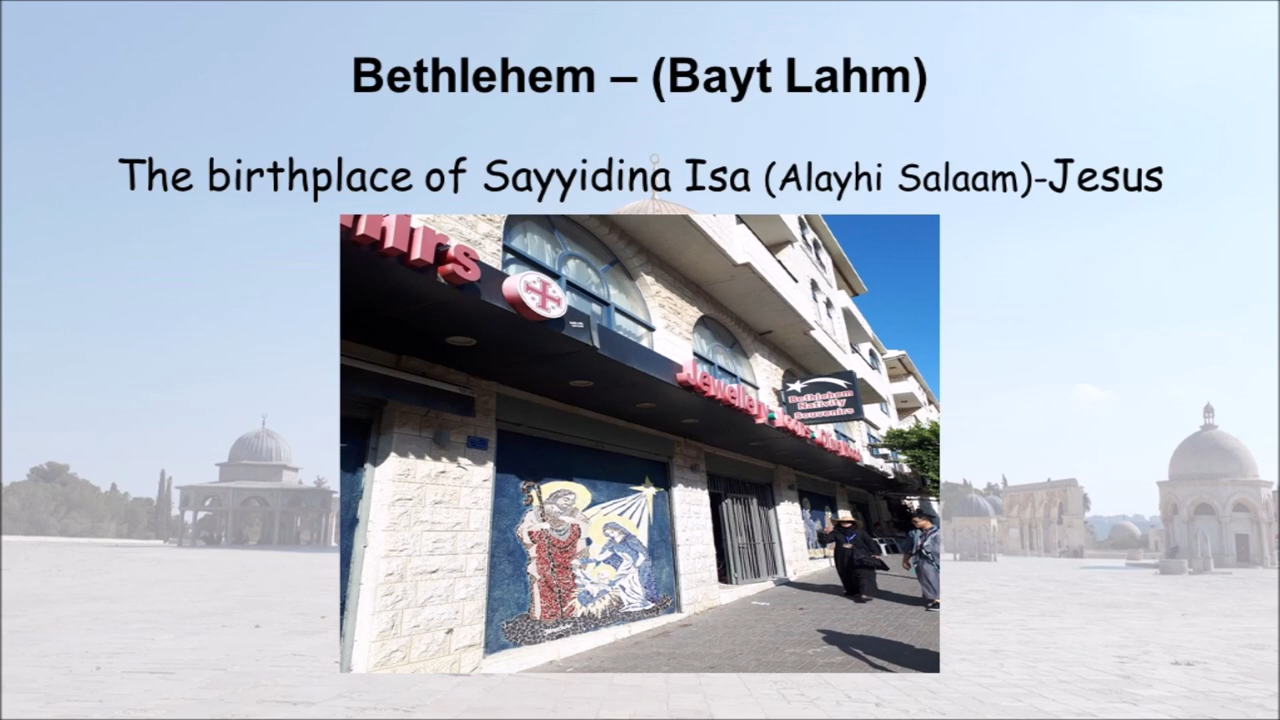 Bethlehem – (Bayt Lahm)
The birthplace of Sayyidina Isa (Alayhi Salaam)-Jesus
Jewellery
Bethlehem
Nativity
Souvenirs